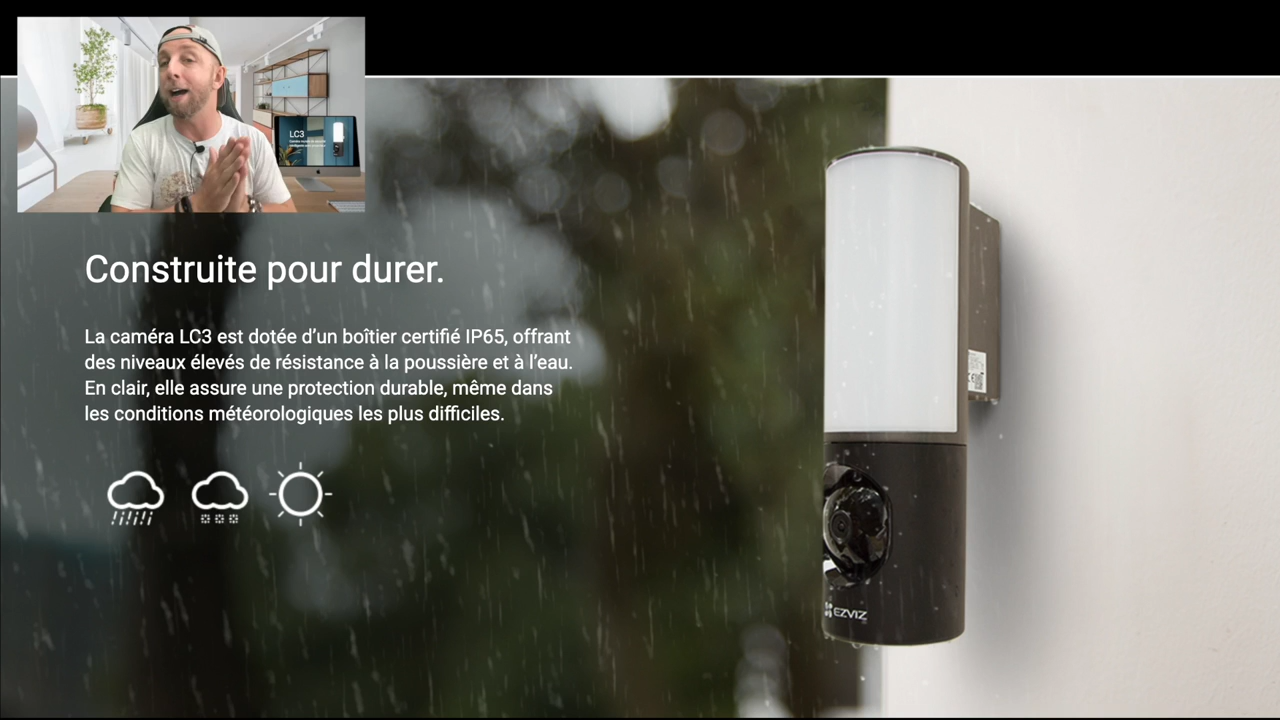 LC3
Construite pour durer.
La caméra LC3 est dotée d’un boîtier certifié IP65, offrant
des niveaux élevés de résistance à la poussière et à l’eau.
En clair, elle assure une protection durable, même dans
les conditions météorologiques les plus difficiles.
EZVIZ